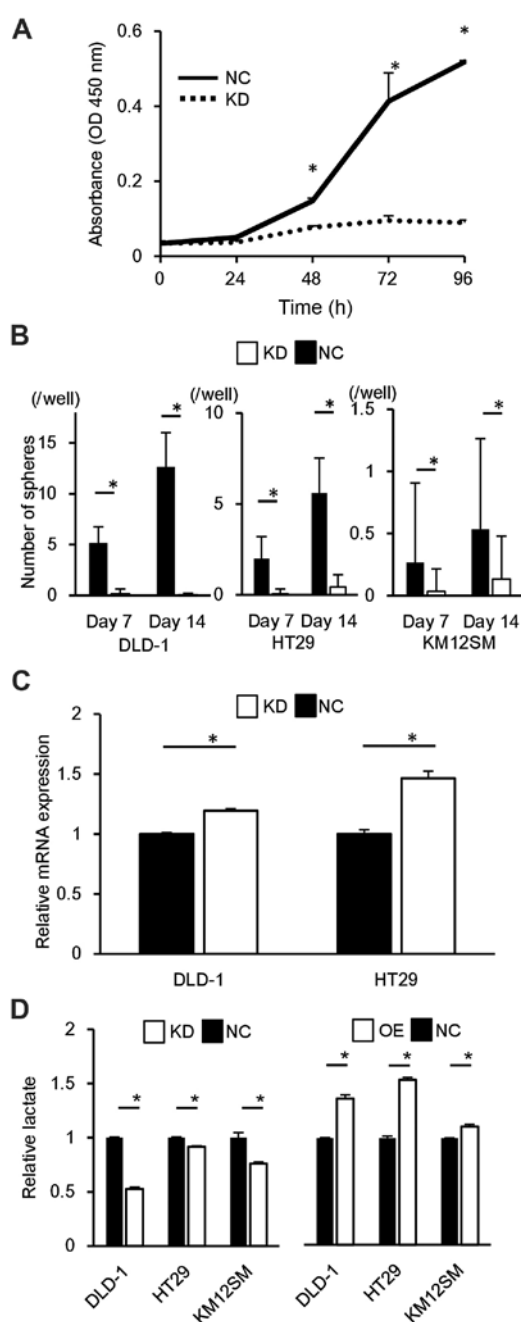 A
Absorbance (OD 450 nm)
0.6
0.4
0.2
0
NC
KD
*
*
*
0 24 48 72 96
Time (h)
B
KD NC
Number of spheres
(/well)
15
10
5
0
*
*
Day 7 Day 14
DLD-1
(/well)
10
5
0
*
*
Day 7 Day 14
HT29
(/well)
1.5
1
0.5
0
*
*
Day 7 Day 14
KM12SM
C
KD NC
Relative mRNA expression
2
1.5
1
0.5
0
*
*
DLD-1 HT29
D
Relative lactate
2
1.5
1
0.5
0
KD NC
* * *
DLD-1 HT29 KM12SM
OE NC
* * *
DLD-1 HT29 KM12SM